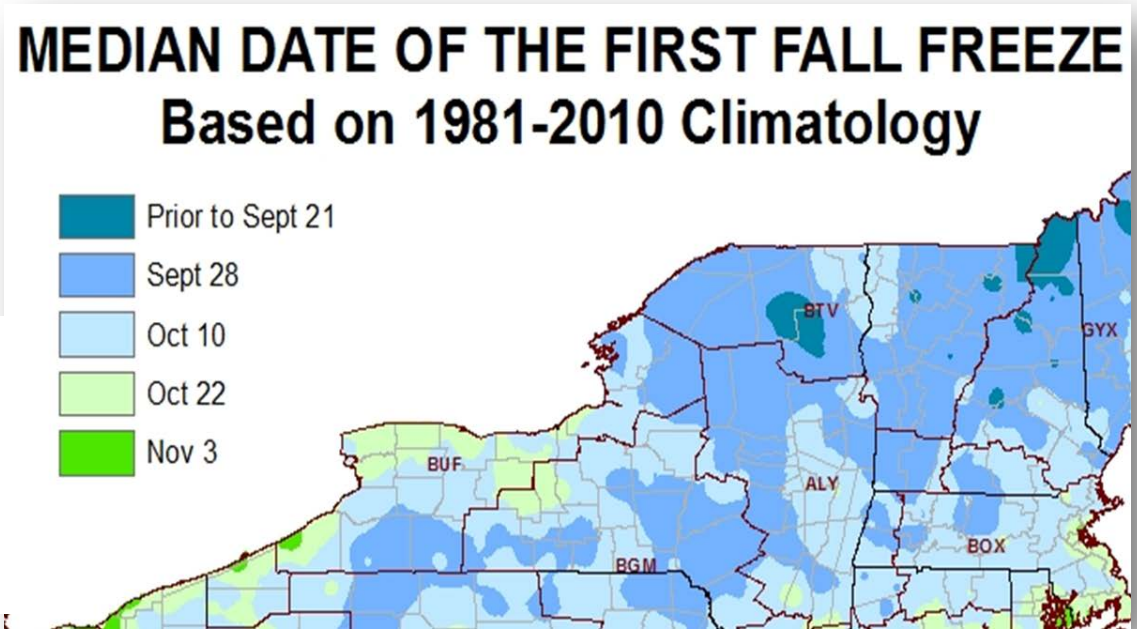 MEDIAN DATE OF THE FIRST FALL FREEZE
Based on 1981-2010 Climatology
Prior to Sept 21
Sept 28
Oct 10
Oct 22
Nov 3
BTV
GYX
BUF
ALY
BOX
BGM